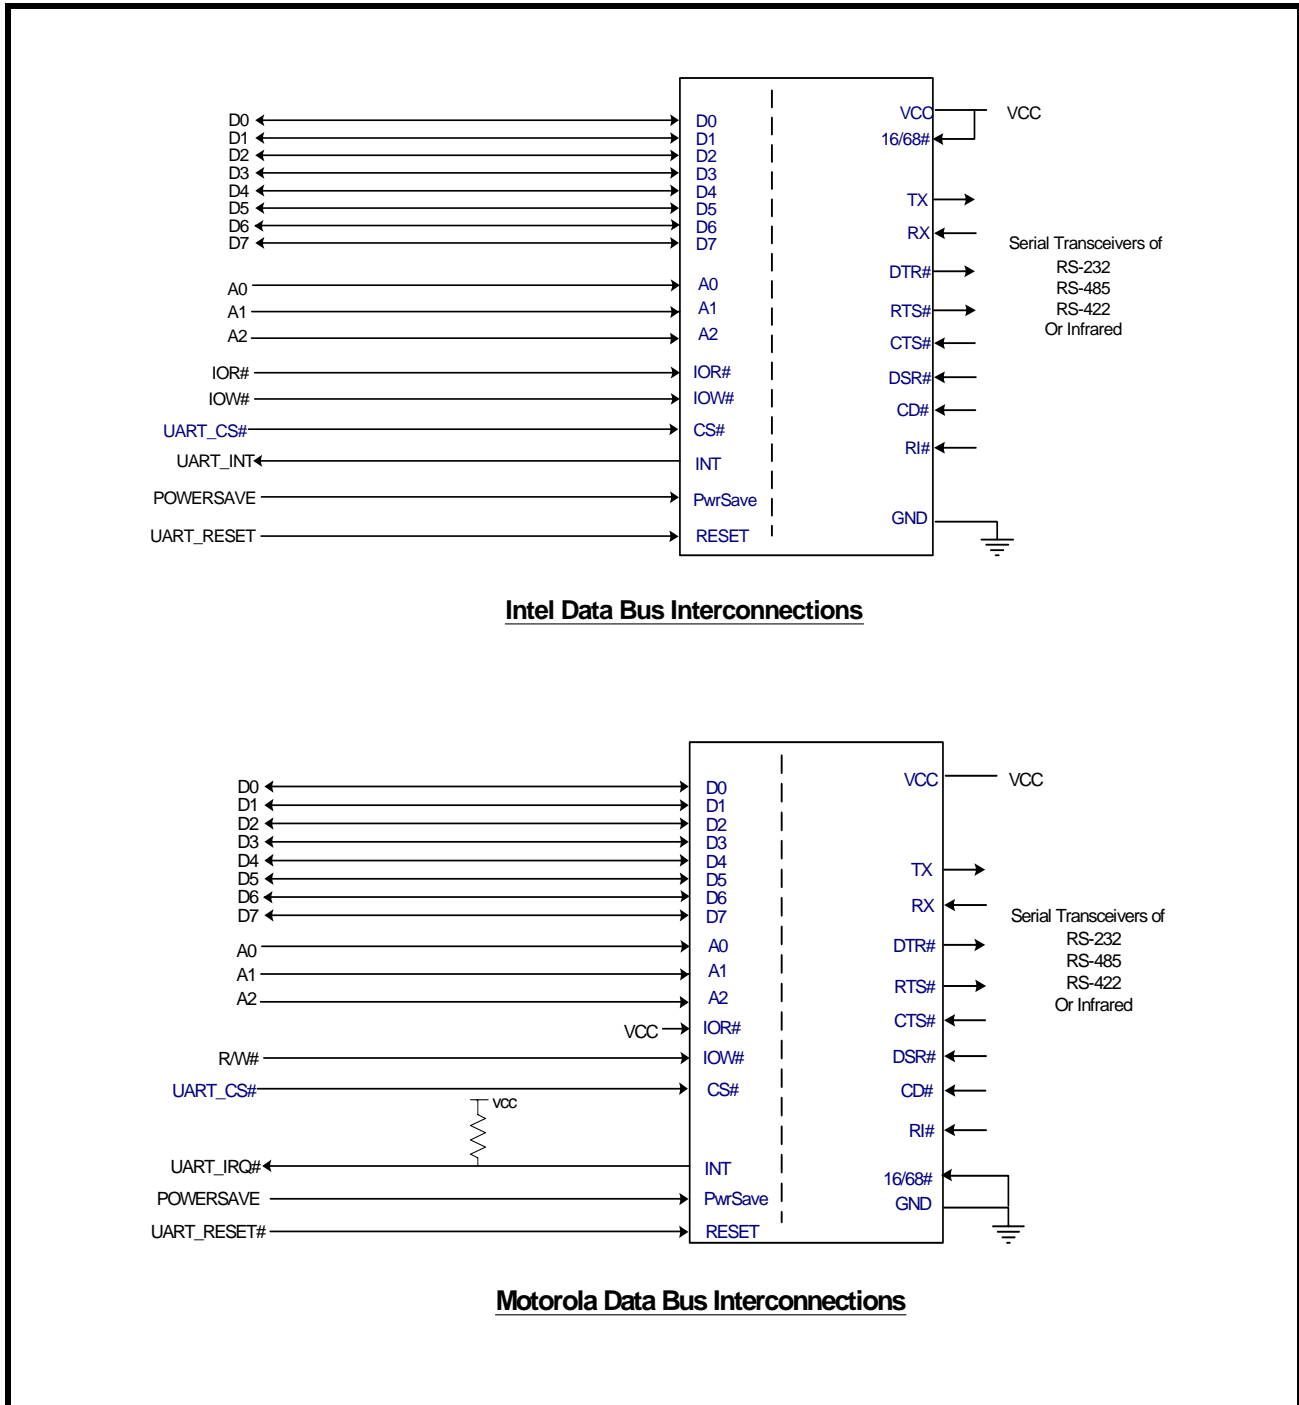 D0 D0 VCC VCC
D1 D1 16/68#
D2 D2
D3 D3
D4 D4 TX
D5 D5
D6 D6 RX
D7 D7 Serial Transceivers of
DTR# RS-232
A0 A0 RS-485
A1 A1 RTS# RS-422
A2 A2 CTS# Or Infrared
IOR# IOR# DSR#
IOW# IOW# CD#
UART_CS# CS#
UART_INT INT RI#
POWERSAVE PwrSave
GND
UART_RESET RESET
Intel Data Bus Interconnections
D0 D0 VCC VCC
D1 D1
D2 D2
D3 D3
D4 D4 TX
D5 D5
D6 D6 RX
D7 D7 Serial Transceivers of
A0 A0 DTR# RS-232
RS-485
A1 A1 RTS# RS-422
A2 A2 Or Infrared
VCC IOR# CTS#
R/W# IOW# DSR#
UART_CS# CS# CD#
VCC
RI#
UART_IRQ# INT 16/68#
POWERSAVE PwrSave GND
UART_RESET# RESET
Motorola Data Bus Interconnections